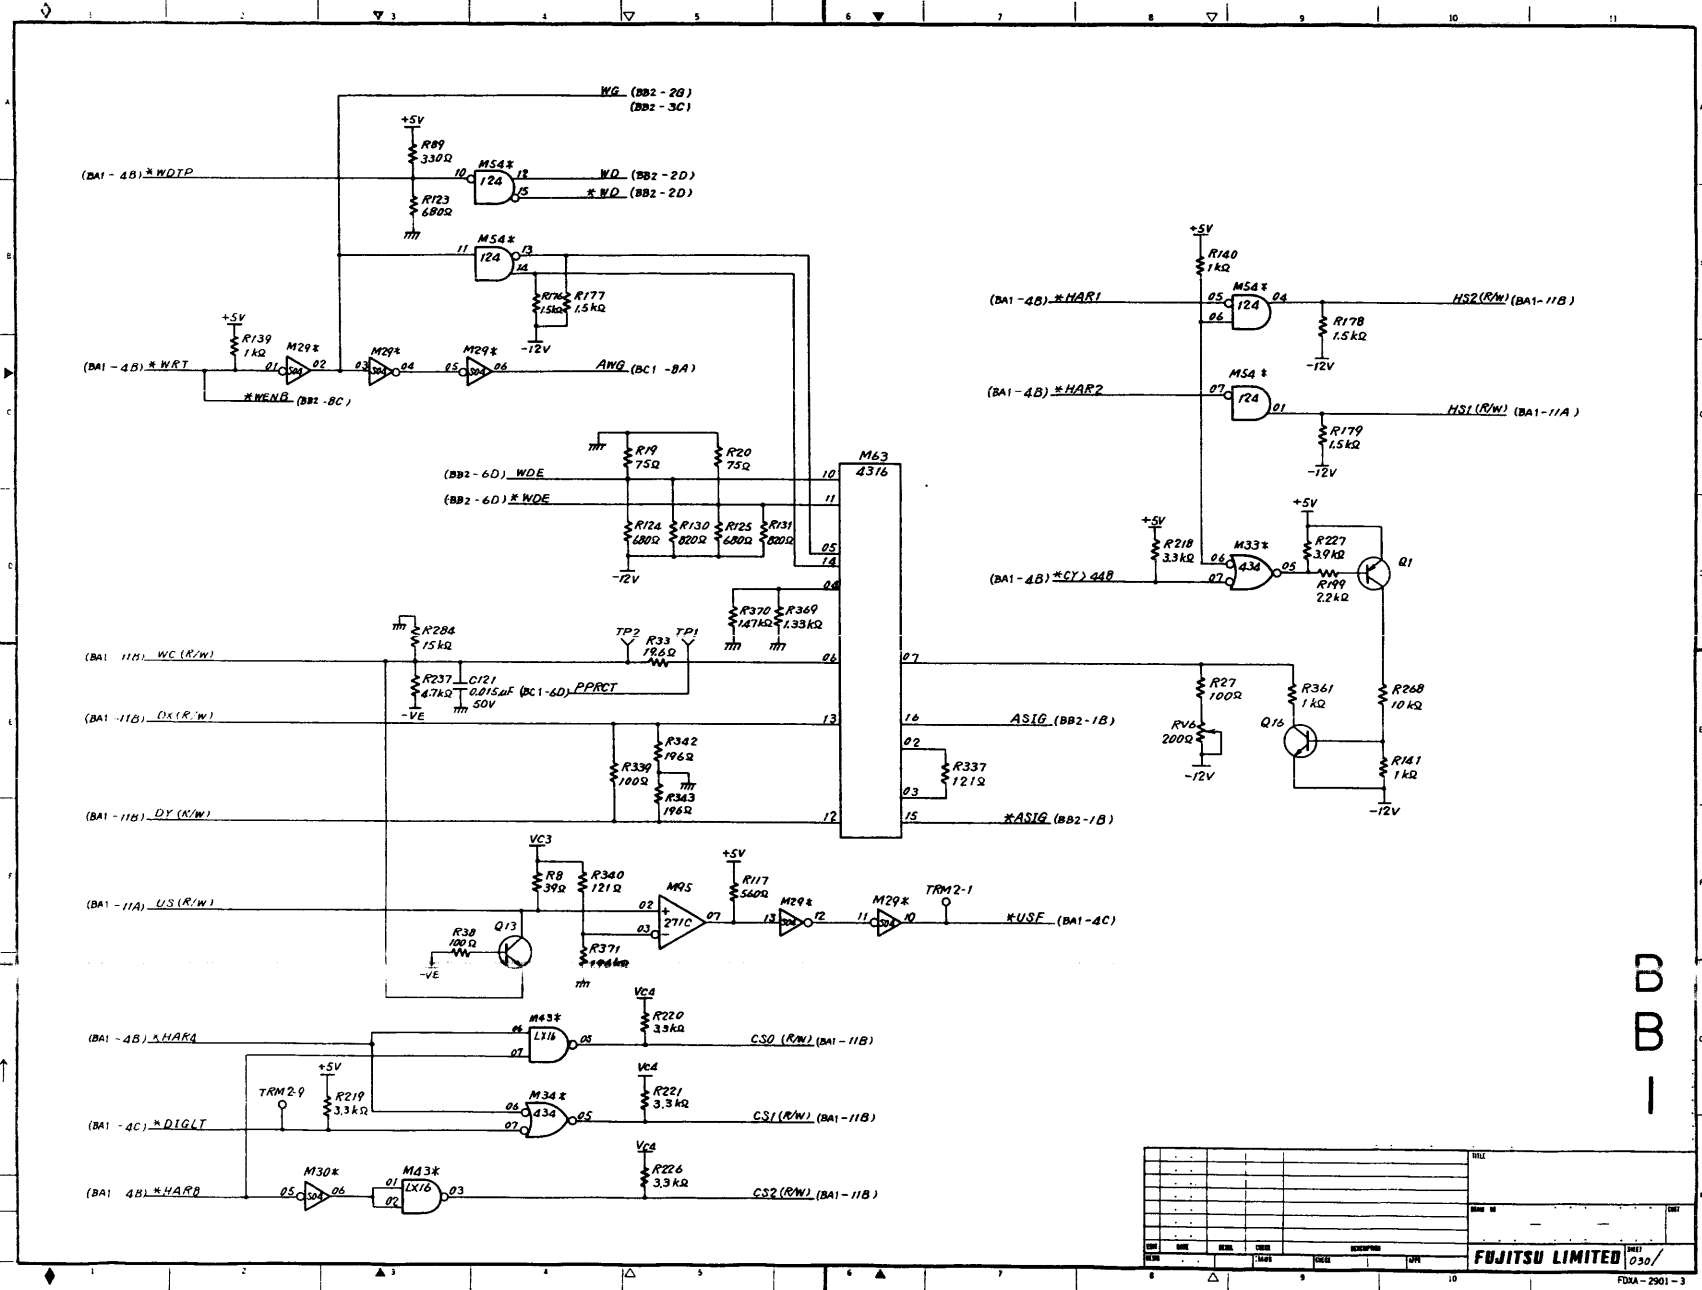 WG (BB2-2G)
(BB2-3C)
+5V
R89
330Ω
(BA1-4B) *WDTP
10
M54*
124
12
15
WD (BB2-2D)
*WD (BB2-2D)
R123
680Ω
11
M54*
124
13
14
R176
1.5kΩ
R177
1.5kΩ
-12V
+5V
R139
1kΩ
(BA1-4B) *WRT
01
M29*
S04
02
03
M29*
S04
04
05
M29*
S04
06
AWG (BC1-8A)
*WENB (BB2-8C)
+5V
R140
1kΩ
(BA1-4B) *HAR1
05
06
M54*
124
04
HS2(R/W) (BA1-11B)
R178
1.5kΩ
-12V
(BA1-4B) *HAR2
07
M54*
124
01
HS1(R/W) (BA1-11A)
R179
1.5kΩ
-12V
R19
75Ω
R20
75Ω
(BB2-6D) WDE
(BB2-6D) *WDE
R124
680Ω
R130
820Ω
R125
680Ω
R131
820Ω
-12V
M63
4316
10
11
05
14
04
06
13
12
07
16
02
03
15
R370
1.47kΩ
R369
1.33kΩ
+5V
R218
3.3kΩ
(BA1-4B) *CY>448
06
07
M33*
434
05
+5V
R227
3.9kΩ
R199
2.2kΩ
Q1
R284
15kΩ
TP2
R33
19.6Ω
TP1
(BA1-11B) WC(R/W)
R237
4.7kΩ
-VE
C121
0.015µF
50V
(BC1-6D) PPRCT
(BA1-11B) DX(R/W)
R339
100Ω
R342
196Ω
R343
196Ω
(BA1-11B) DY(R/W)
R27
100Ω
RV6
200Ω
-12V
R361
1kΩ
Q16
R268
10kΩ
R141
1kΩ
-12V
ASIG (BB2-1B)
R337
121Ω
*ASIG (BB2-1B)
VC3
R8
39Ω
R340
121Ω
(BA1-11A) US(R/W)
Q13
R38
100Ω
-VE
R371
02
03
M95
271C
07
+5V
R117
560Ω
13
M29*
S04
12
11
M29*
S04
10
TRM2-1
*USF (BA1-4C)
(BA1-4B) *HAR4
06
07
M43*
LX16
05
VC4
R220
3.3kΩ
CS0 (R/W) (BA1-11B)
TRM2-9
+5V
R219
3.3kΩ
(BA1-4C) *DIGLT
06
07
M34*
434
05
VC4
R221
3.3kΩ
CS1(R/W) (BA1-11B)
(BA1 4B) *HAR8
05
M30*
S04
06
01
02
M43*
LX16
03
VC4
R226
3.3kΩ
CS2(R/W) (BA1-11B)
BB1
TITLE
FUJITSU LIMITED
SHEET
030/
FDXA-2901-3